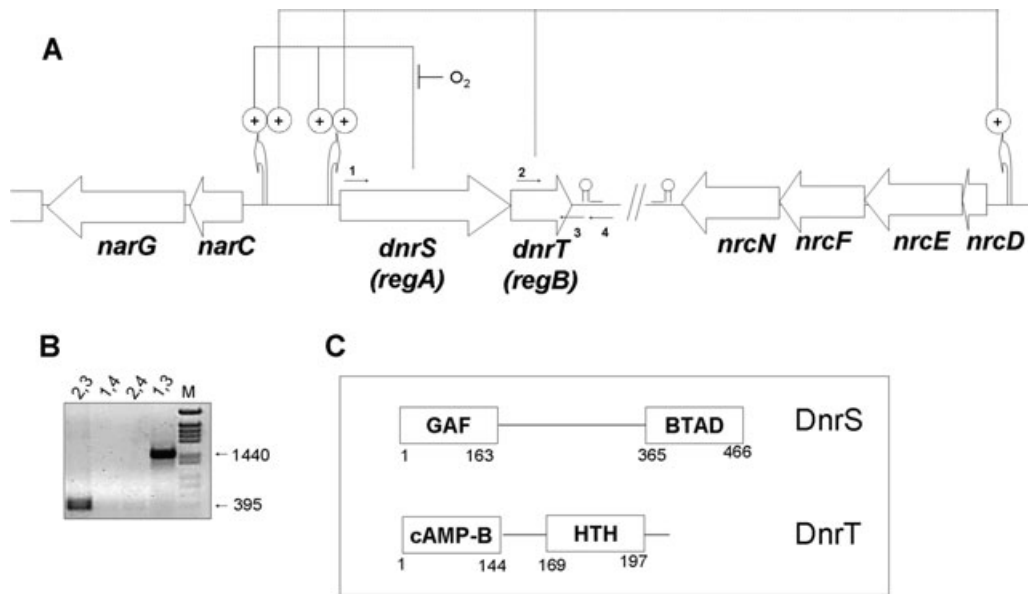 A
O2
+ + + + +
1 2
3 4
narG narC dnrS dnrT nrcN nrcF nrcE nrcD
(regA) (regB)
B
2,3 1,4 2,4 1,3 M
← 1440
← 395
C
GAF BTAD DnrS
1 163 365 466
cAMP-B HTH DnrT
1 144 169 197